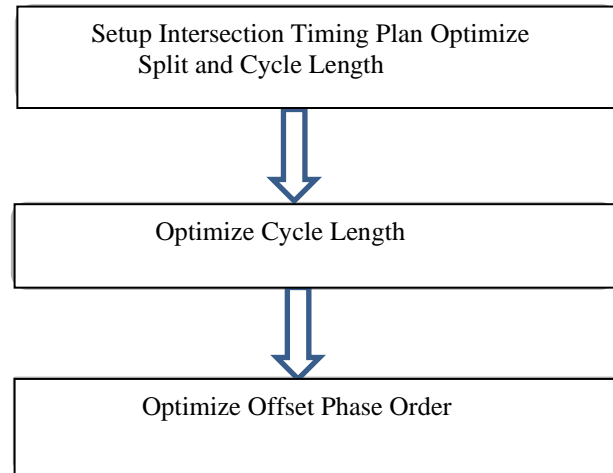 Setup Intersection Timing Plan Optimize
Split and Cycle Length
Optimize Cycle Length
Optimize Offset Phase Order